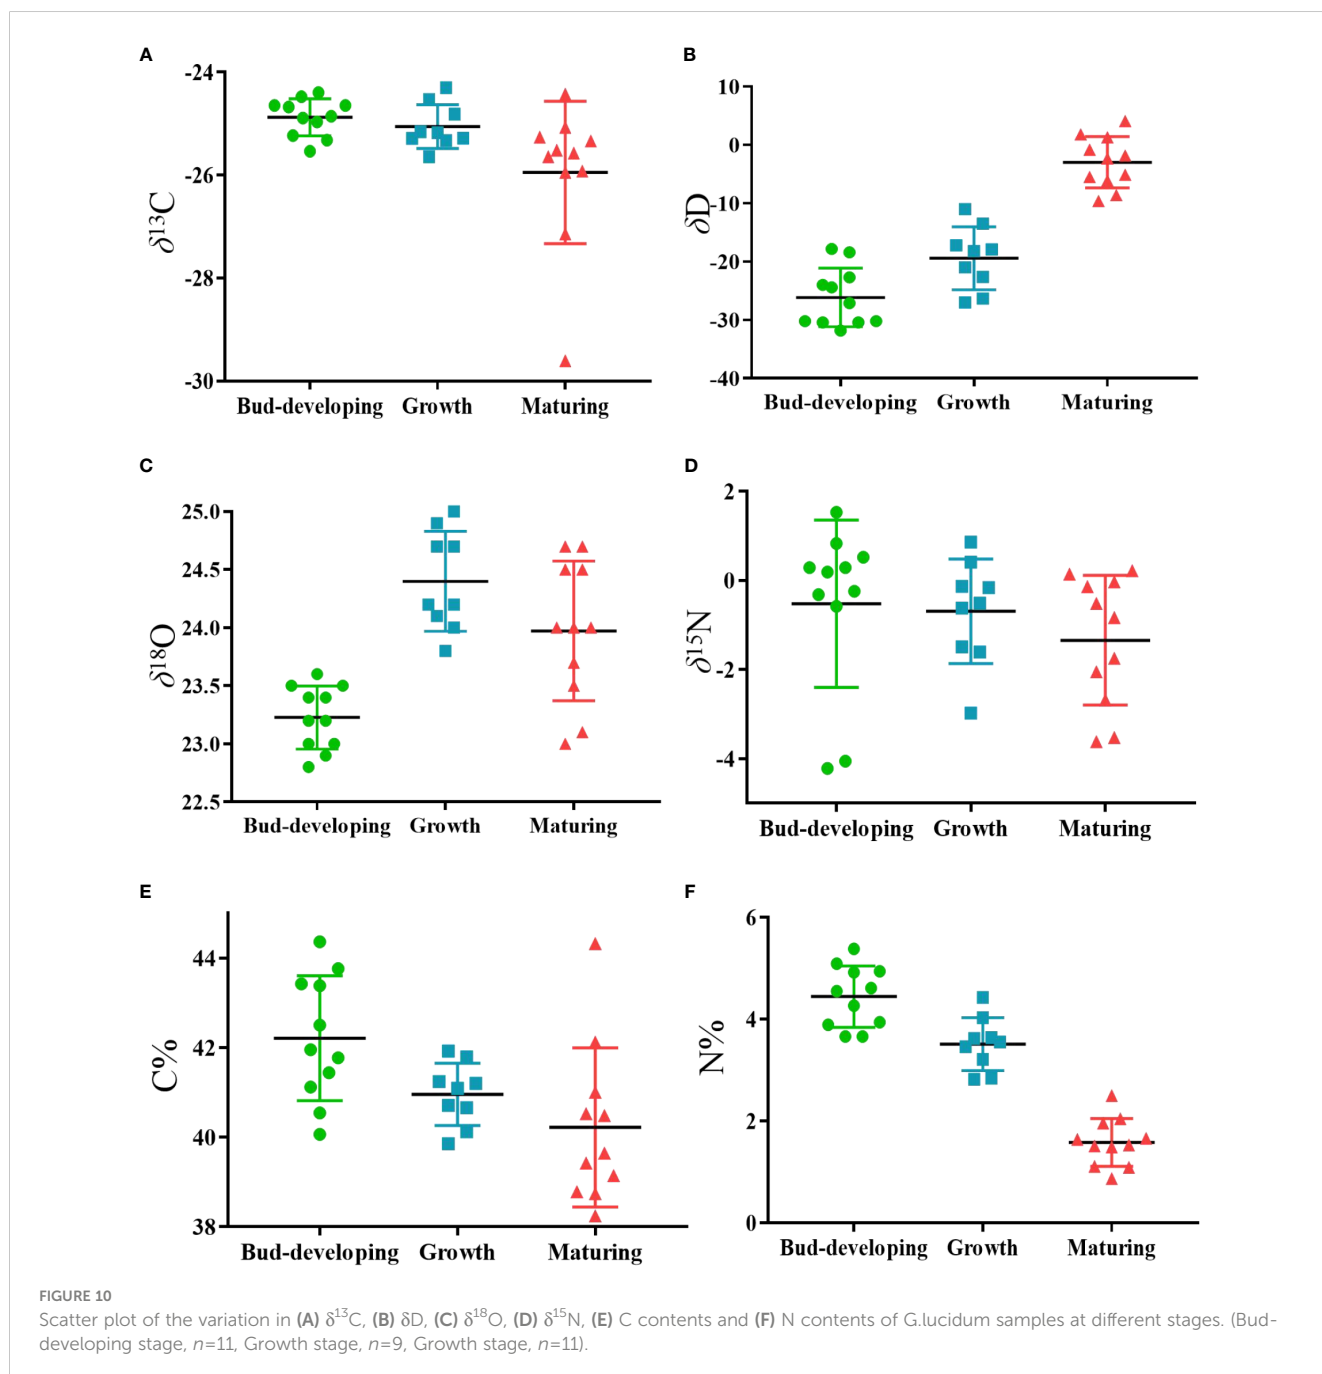 A
-24
-26
-28
-30
δ13C
Bud-developing Growth Maturing
B
10
0
-10
-20
-30
-40
δD
Bud-developing Growth Maturing
C
25.0
24.5
24.0
23.5
23.0
22.5
δ18O
Bud-developing Growth Maturing
D
2
0
-2
-4
δ15N
Bud-developing Growth Maturing
E
44
42
40
38
C%
Bud-developing Growth Maturing
F
6
4
2
0
N%
Bud-developing Growth Maturing
FIGURE 10
Scatter plot of the variation in (A) δ13C, (B) δD, (C) δ18O, (D) δ15N, (E) C contents and (F) N contents of G.lucidum samples at different stages. (Bud-
developing stage, n=11, Growth stage, n=9, Growth stage, n=11).